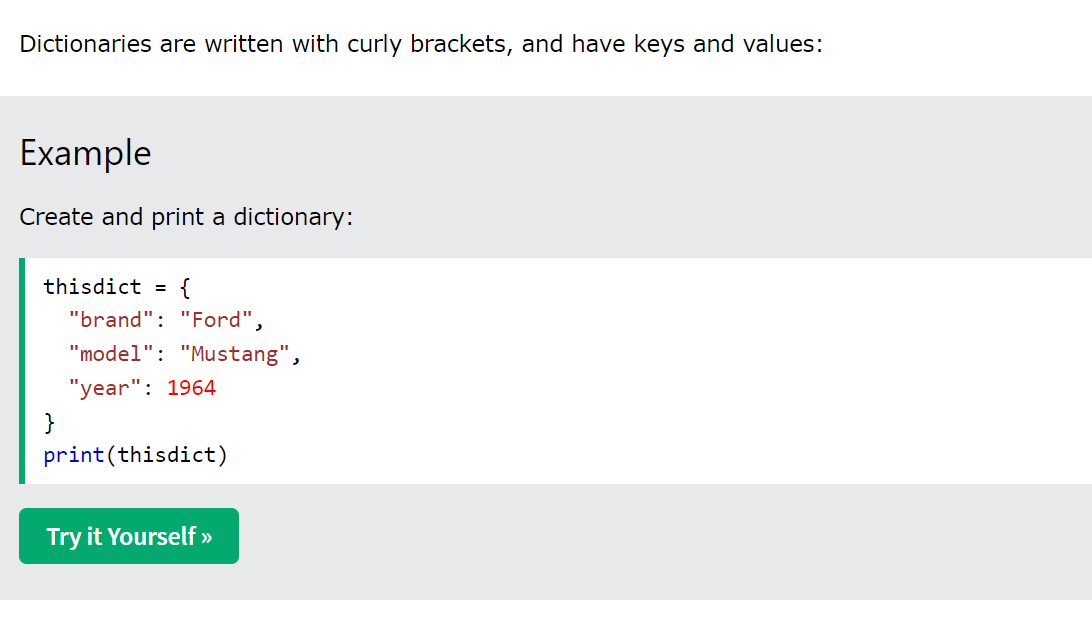 Dictionaries are written with curly brackets, and have keys and values:
Example
Create and print a dictionary:
thisdict = {
  "brand": "Ford",
  "model": "Mustang",
  "year": 1964
}
print(thisdict)
Try it Yourself »